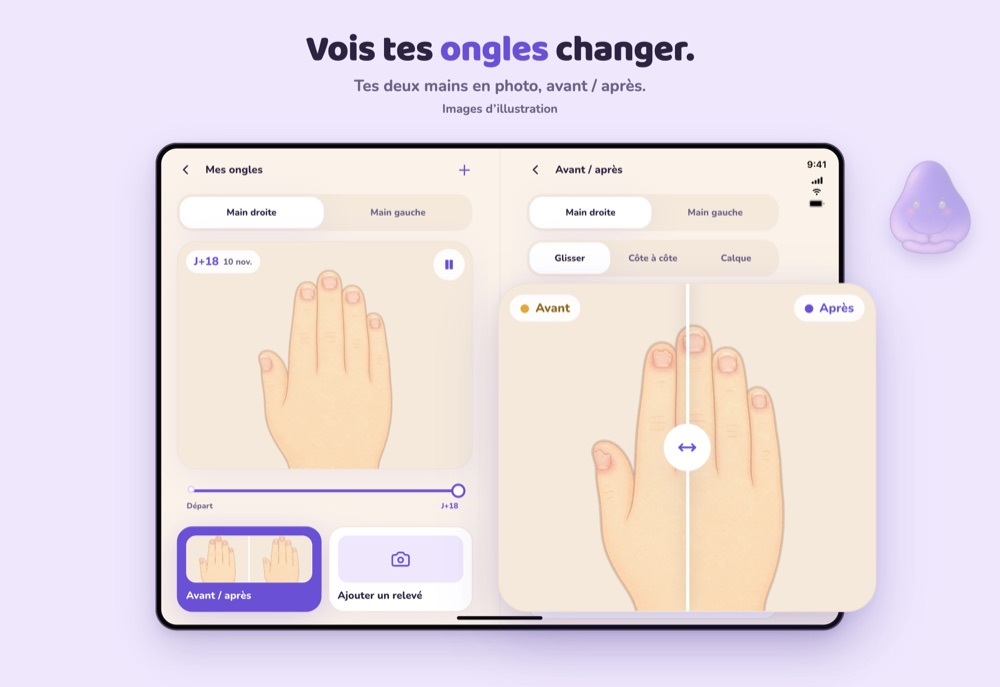 Vois tes ongles changer.
Tes deux mains en photo, avant / après.
Images d'illustration
Mes ongles
Main droite
Main gauche
J+18 10 nov.
Départ
J+18
Avant / après
Ajouter un relevé
Avant / après
9:41
Main droite
Main gauche
Glisser
Côte à côte
Calque
Avant
Après